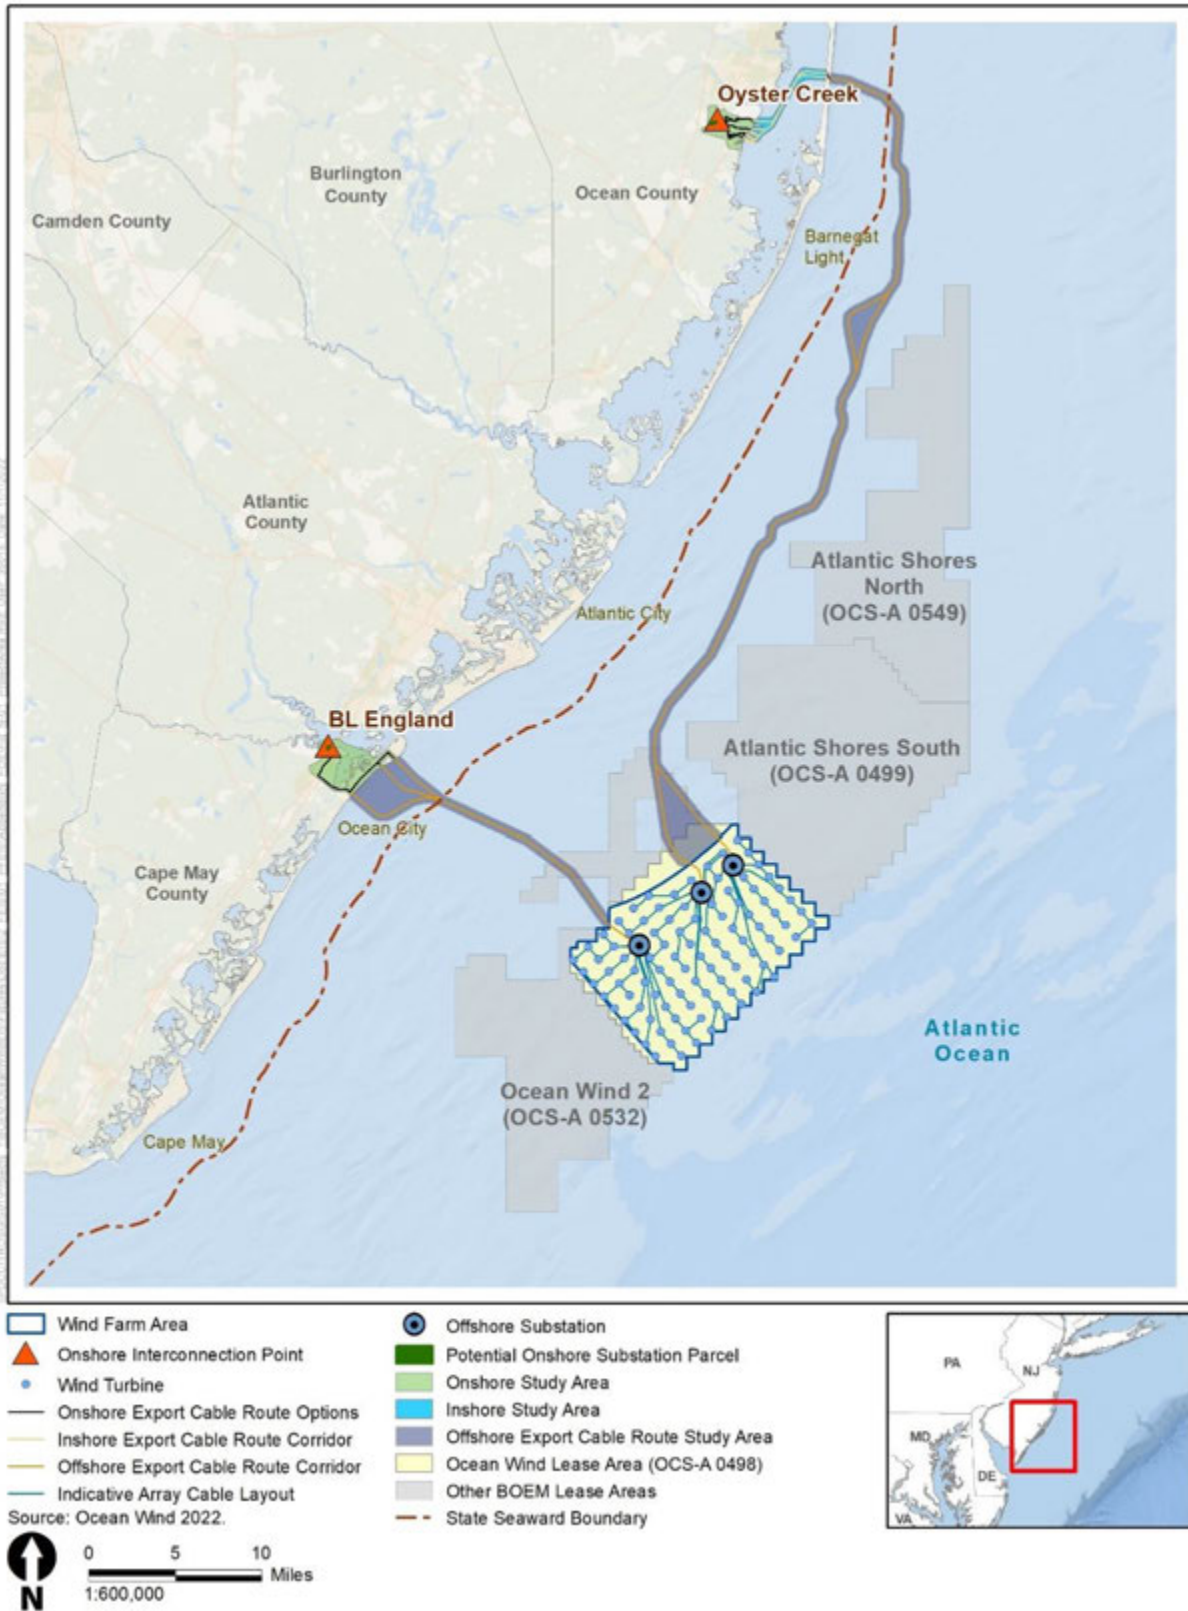 Oyster Creek
Burlington
County
Ocean County
Camden County
Barnegat
Light
Atlantic
County
Atlantic Shores
North
(OCS-A 0549)
Atlantic City
BL England
Atlantic Shores South
(OCS-A 0499)
Ocean City
Cape May
County
Atlantic
Ocean
Ocean Wind 2
(OCS-A 0532)
Cape May
Wind Farm Area
Onshore Interconnection Point
Wind Turbine
Onshore Export Cable Route Options
Inshore Export Cable Route Corridor
Offshore Export Cable Route Corridor
Indicative Array Cable Layout
Source: Ocean Wind 2022.
Offshore Substation
Potential Onshore Substation Parcel
Onshore Study Area
Inshore Study Area
Offshore Export Cable Route Study Area
Ocean Wind Lease Area (OCS-A 0498)
Other BOEM Lease Areas
State Seaward Boundary
PA
NJ
MD
DE
VA
N
0 5 10
Miles
1:600,000